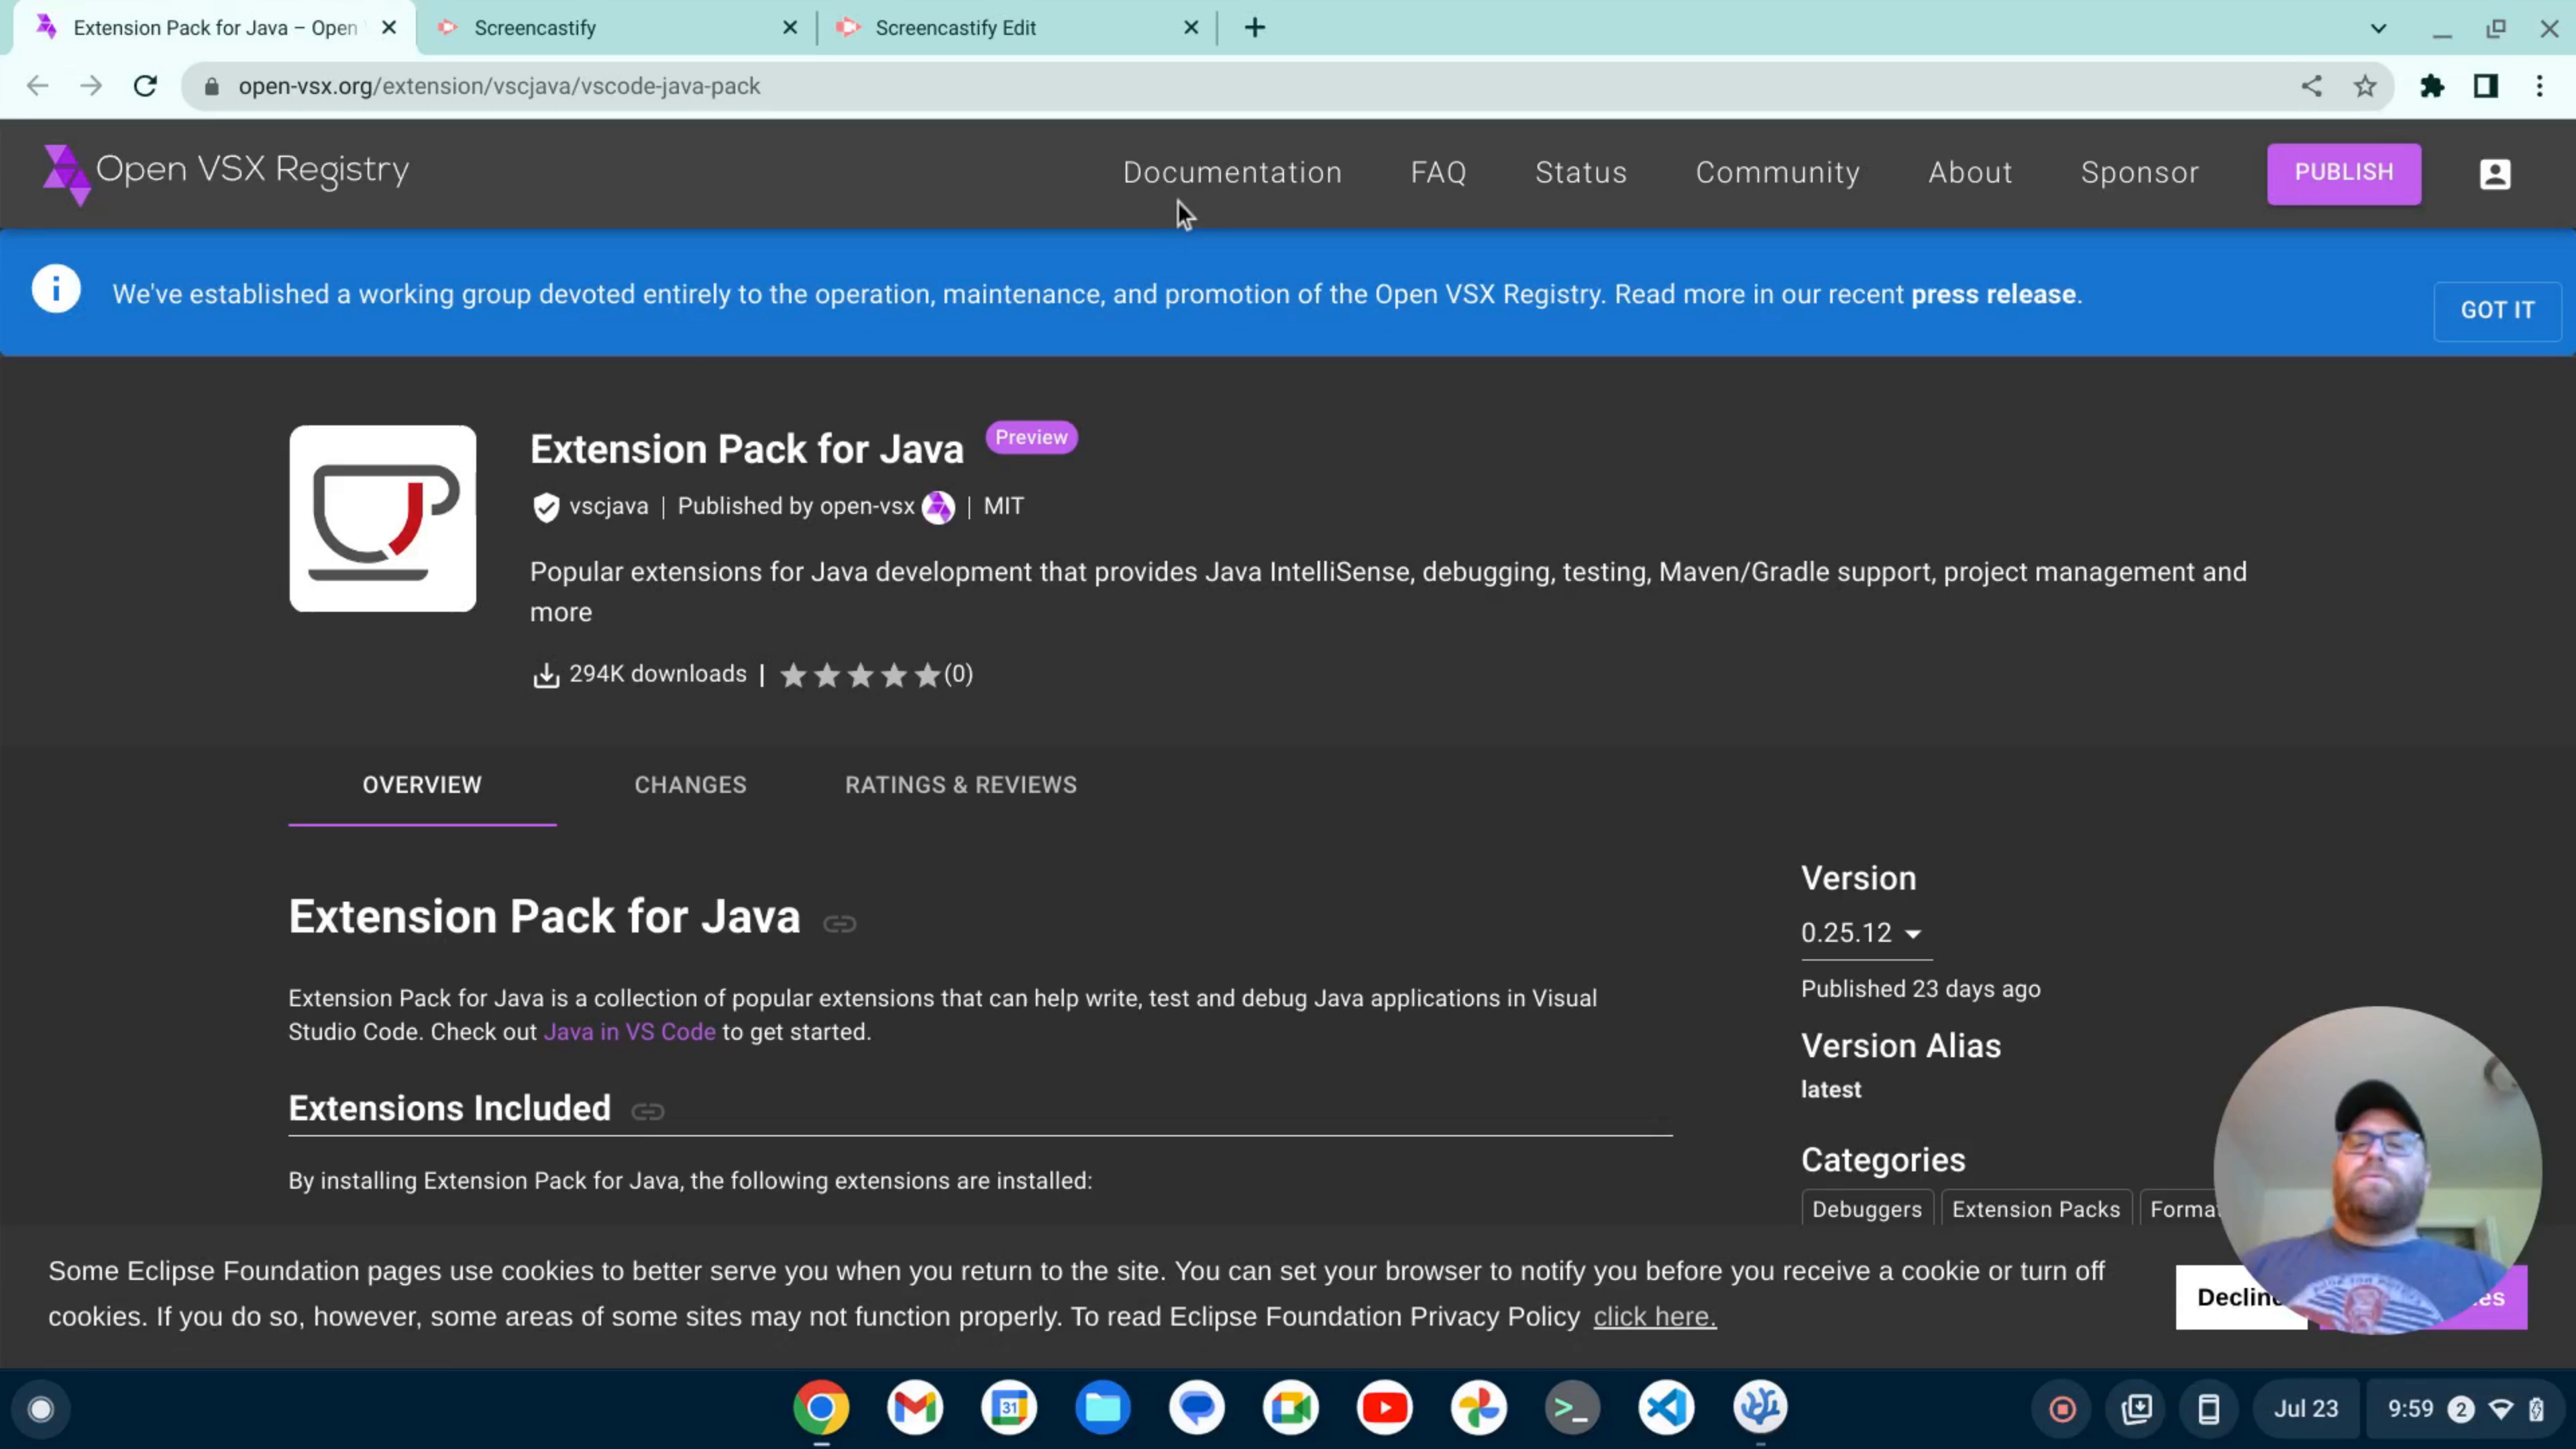 Extension Pack for Java – Open
Screencastify
Screencastify Edit
open-vsx.org/extension/vscjava/vscode-java-pack
Open VSX Registry
Documentation
FAQ
Status
Community
About
Sponsor
PUBLISH
We've established a working group devoted entirely to the operation, maintenance, and promotion of the Open VSX Registry. Read more in our recent press release.
GOT IT
Extension Pack for Java
Preview
vscjava | Published by open-vsx | MIT
Popular extensions for Java development that provides Java IntelliSense, debugging, testing, Maven/Gradle support, project management and
more
294K downloads | (0)
OVERVIEW
CHANGES
RATINGS & REVIEWS
Extension Pack for Java
Extension Pack for Java is a collection of popular extensions that can help write, test and debug Java applications in Visual
Studio Code. Check out Java in VS Code to get started.
Extensions Included
By installing Extension Pack for Java, the following extensions are installed:
Version
0.25.12
Published 23 days ago
Version Alias
latest
Categories
Debuggers
Extension Packs
Some Eclipse Foundation pages use cookies to better serve you when you return to the site. You can set your browser to notify you before you receive a cookie or turn off
cookies. If you do so, however, some areas of some sites may not function properly. To read Eclipse Foundation Privacy Policy click here.
31
>_
Jul 23
9:59
2